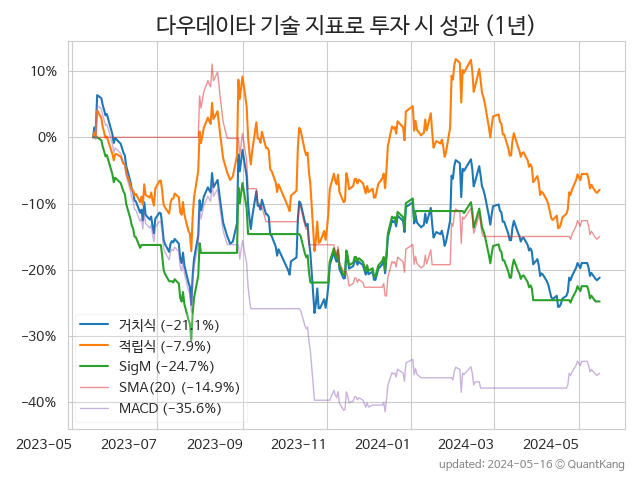 다우데이타 기술 지표로 투자 시 성과 (1년)
10%
0%
−10%
−20%
−30%
−40%
거치식 (−21.1%)
적립식 (−7.9%)
SigM (−24.7%)
SMA(20) (−14.9%)
MACD (−35.6%)
2023-05 2023-07 2023-09 2023-11 2024-01 2024-03 2024-05
updated: 2024-05-16 © QuantKang